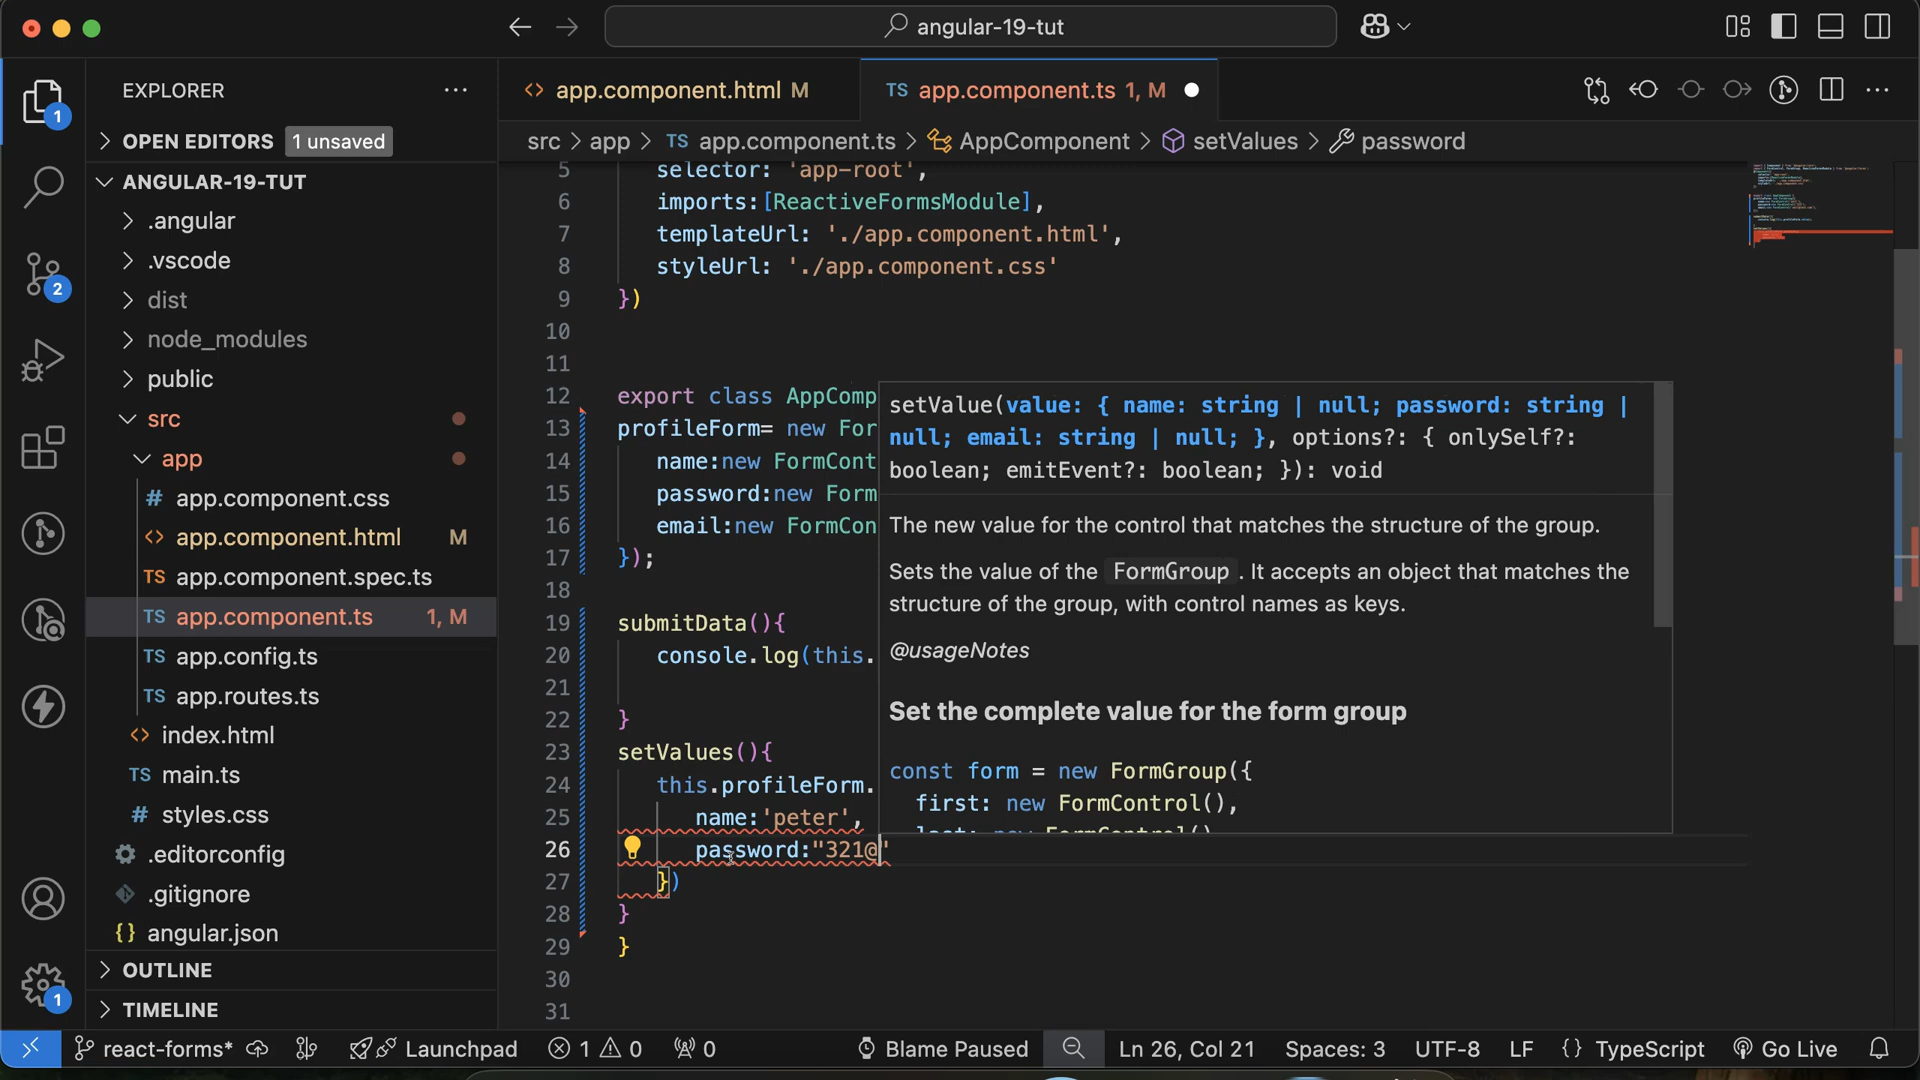 angular-19-tut
EXPLORER
app.component.html M
TS app.component.ts 1, M
OPEN EDITORS 1 unsaved
src > app > TS app.component.ts > AppComponent > setValues > password
ANGULAR-19-TUT
.angular
.vscode
dist
node_modules
public
src
app
# app.component.css
<> app.component.html M
TS app.component.spec.ts
TS app.component.ts 1, M
TS app.config.ts
TS app.routes.ts
<> index.html
TS main.ts
# styles.css
.editorconfig
.gitignore
{} angular.json
OUTLINE
TIMELINE
5 selector: 'app-root',
6 imports:[ReactiveFormsModule],
7 templateUrl: './app.component.html',
8 styleUrl: './app.component.css'
9 })
10
11
12 export class AppComp
13 profileForm= new For
14 name:new FormCont
15 password:new Form
16 email:new FormCon
17 });
18
19 submitData(){
20 console.log(this.
21
22 }
23 setValues(){
24 this.profileForm.
25 name:'peter',
26 password:"321@"
27 })
28 }
29 }
30
31
setValue(value: { name: string | null; password: string |
null; email: string | null; }, options?: { onlySelf?:
boolean; emitEvent?: boolean; }): void
The new value for the control that matches the structure of the group.
Sets the value of the FormGroup. It accepts an object that matches the
structure of the group, with control names as keys.
@usageNotes
Set the complete value for the form group
const form = new FormGroup({
first: new FormControl(),
last: new FormControl()
1
2
1
react-forms* Launchpad 1 0 0 Blame Paused Ln 26, Col 21 Spaces: 3 UTF-8 LF {} TypeScript Go Live